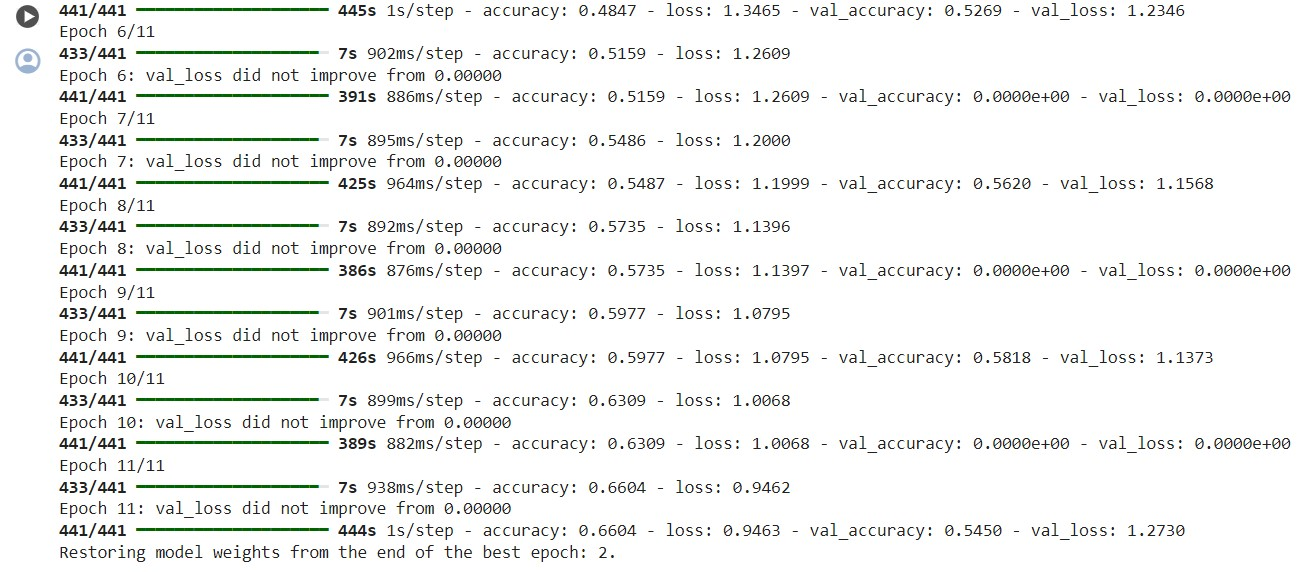 441/441 445s 1s/step - accuracy: 0.4847 - loss: 1.3465 - val_accuracy: 0.5269 - val_loss: 1.2346
Epoch 6/11
433/441 7s 902ms/step - accuracy: 0.5159 - loss: 1.2609
Epoch 6: val_loss did not improve from 0.00000
441/441 391s 886ms/step - accuracy: 0.5159 - loss: 1.2609 - val_accuracy: 0.0000e+00 - val_loss: 0.0000e+00
Epoch 7/11
433/441 7s 895ms/step - accuracy: 0.5486 - loss: 1.2000
Epoch 7: val_loss did not improve from 0.00000
441/441 425s 964ms/step - accuracy: 0.5487 - loss: 1.1999 - val_accuracy: 0.5620 - val_loss: 1.1568
Epoch 8/11
433/441 7s 892ms/step - accuracy: 0.5735 - loss: 1.1396
Epoch 8: val_loss did not improve from 0.00000
441/441 386s 876ms/step - accuracy: 0.5735 - loss: 1.1397 - val_accuracy: 0.0000e+00 - val_loss: 0.0000e+00
Epoch 9/11
433/441 7s 901ms/step - accuracy: 0.5977 - loss: 1.0795
Epoch 9: val_loss did not improve from 0.00000
441/441 426s 966ms/step - accuracy: 0.5977 - loss: 1.0795 - val_accuracy: 0.5818 - val_loss: 1.1373
Epoch 10/11
433/441 7s 899ms/step - accuracy: 0.6309 - loss: 1.0068
Epoch 10: val_loss did not improve from 0.00000
441/441 389s 882ms/step - accuracy: 0.6309 - loss: 1.0068 - val_accuracy: 0.0000e+00 - val_loss: 0.0000e+00
Epoch 11/11
433/441 7s 938ms/step - accuracy: 0.6604 - loss: 0.9462
Epoch 11: val_loss did not improve from 0.00000
441/441 444s 1s/step - accuracy: 0.6604 - loss: 0.9463 - val_accuracy: 0.5450 - val_loss: 1.2730
Restoring model weights from the end of the best epoch: 2.